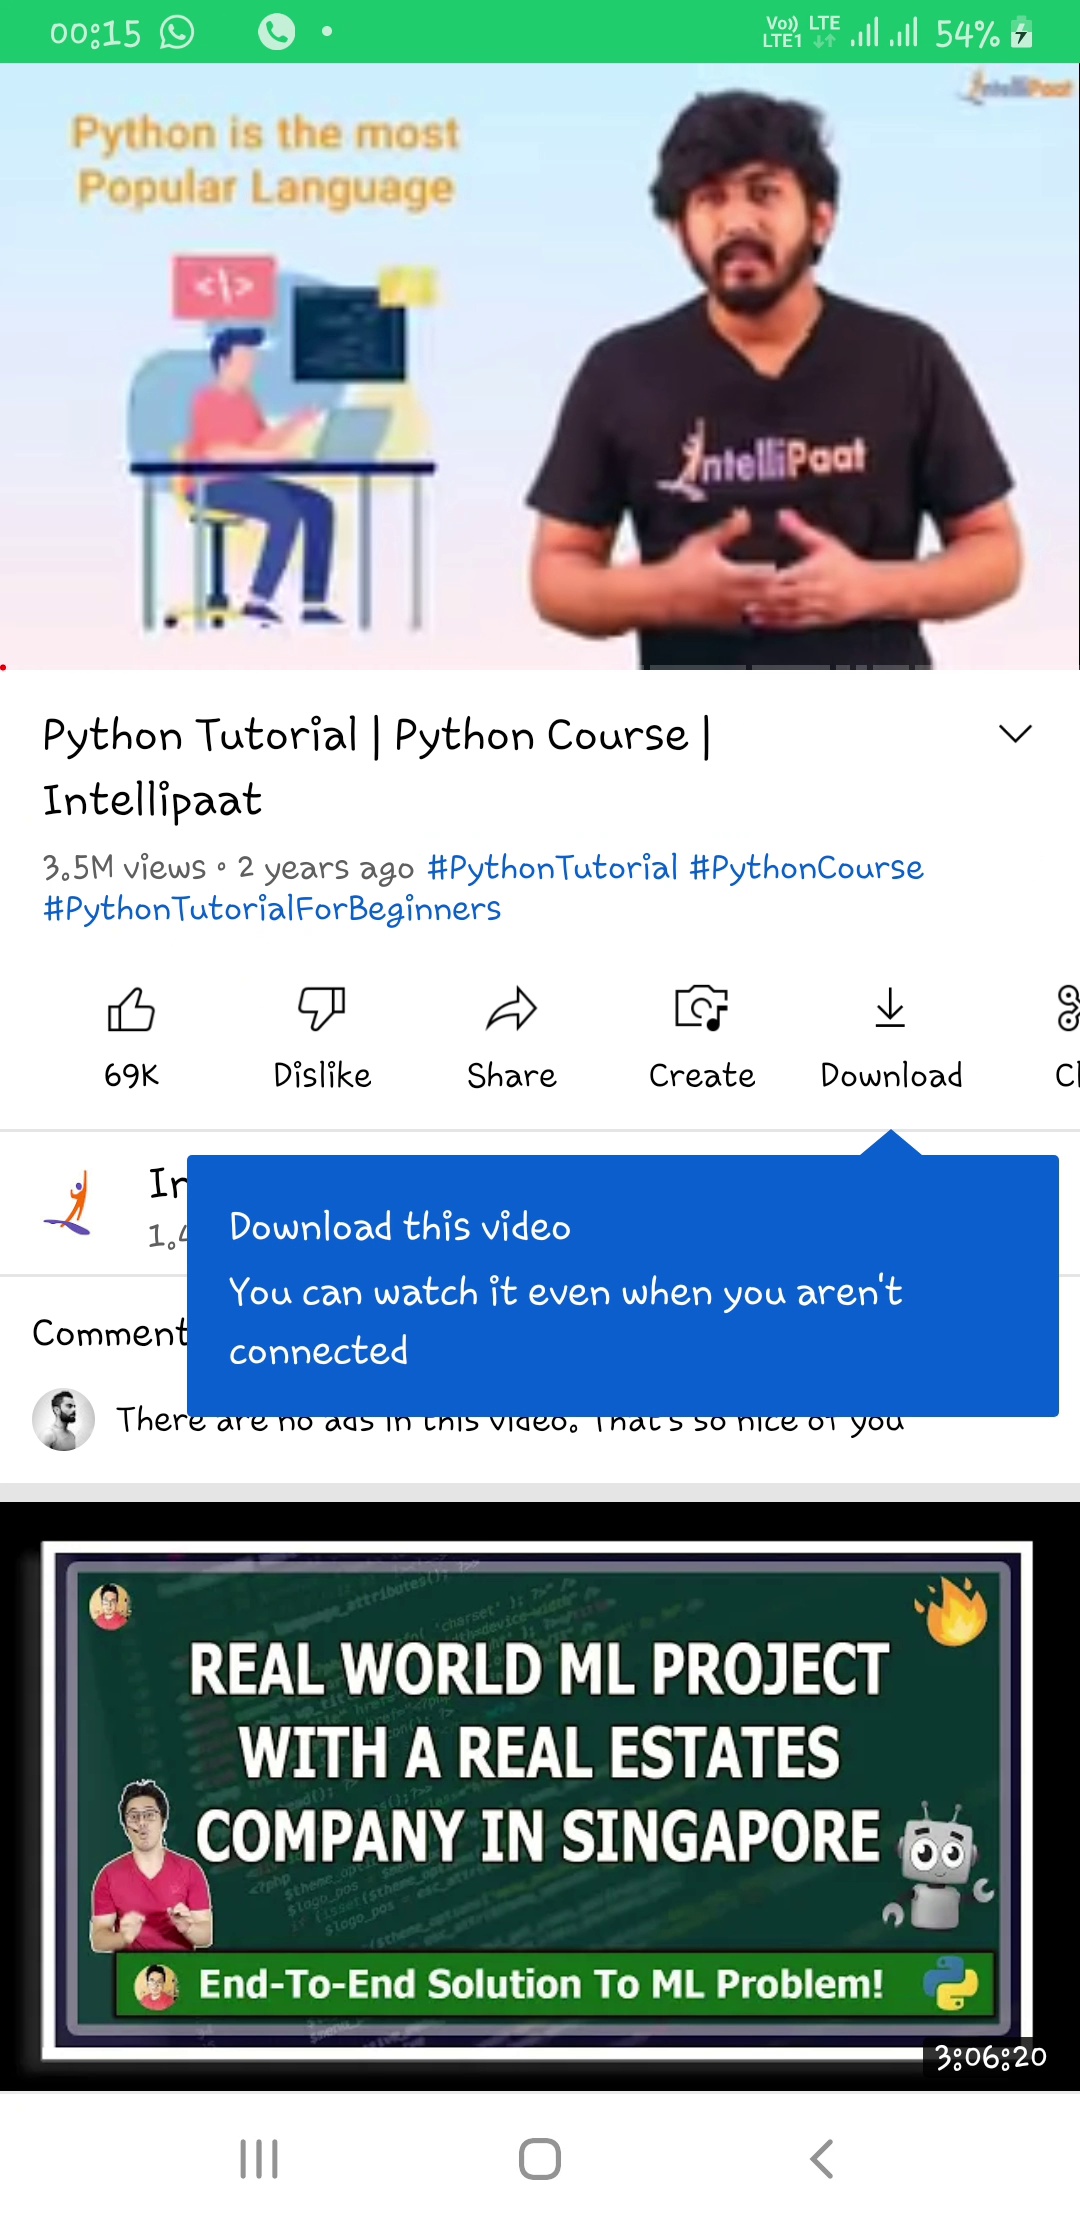 00:15
Vo)) LTE
LTE1
54%
IntelliPaat
Python is the most
Popular Language
<\>
IntelliPaat
Python Tutorial | Python Course |
Intellipaat
3.5M views • 2 years ago #PythonTutorial #PythonCourse
#PythonTutorialForBeginners
69K
Dislike
Share
Create
Download
Cl
In
1.4
Download this video
You can watch it even when you aren't
connected
Comment
There are no ads in this video. That's so nice of you
REAL WORLD ML PROJECT
WITH A REAL ESTATES
COMPANY IN SINGAPORE
End-To-End Solution To ML Problem!
3:06:20